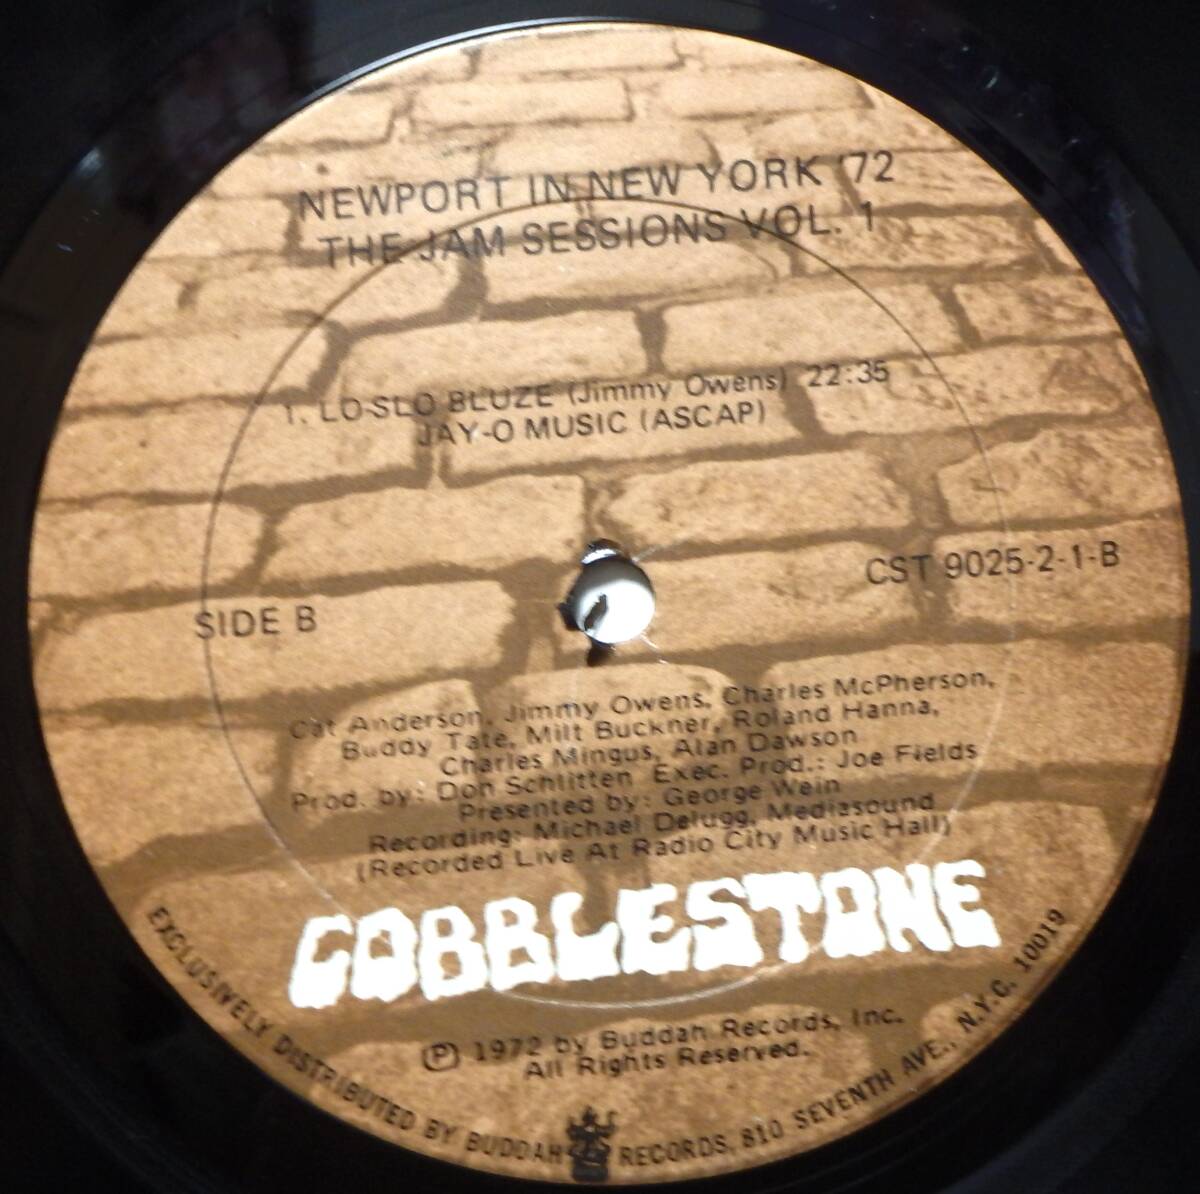 NEWPORT IN NEW YORK '72
THE JAM SESSIONS VOL. 1
1. LO-SLO BLUZE (Jimmy Owens) 22:35
JAY-O MUSIC (ASCAP)
CST 9025-2-1-B
SIDE B
Cat Anderson, Jimmy Owens, Charles McPherson,
Buddy Tate, Milt Buckner, Roland Hanna,
Charles Mingus, Alan Dawson
Prod. by: Don Schlitten Exec. Prod.: Joe Fields
Presented by: George Wein
Recording: Michael Delugg, Mediasound
(Recorded Live At Radio City Music Hall)
COBBLESTONE
Ⓟ 1972 by Buddah Records, Inc.
All Rights Reserved.
EXCLUSIVELY DISTRIBUTED BY BUDDAH RECORDS, 810 SEVENTH AVE., N.Y.C. 10019